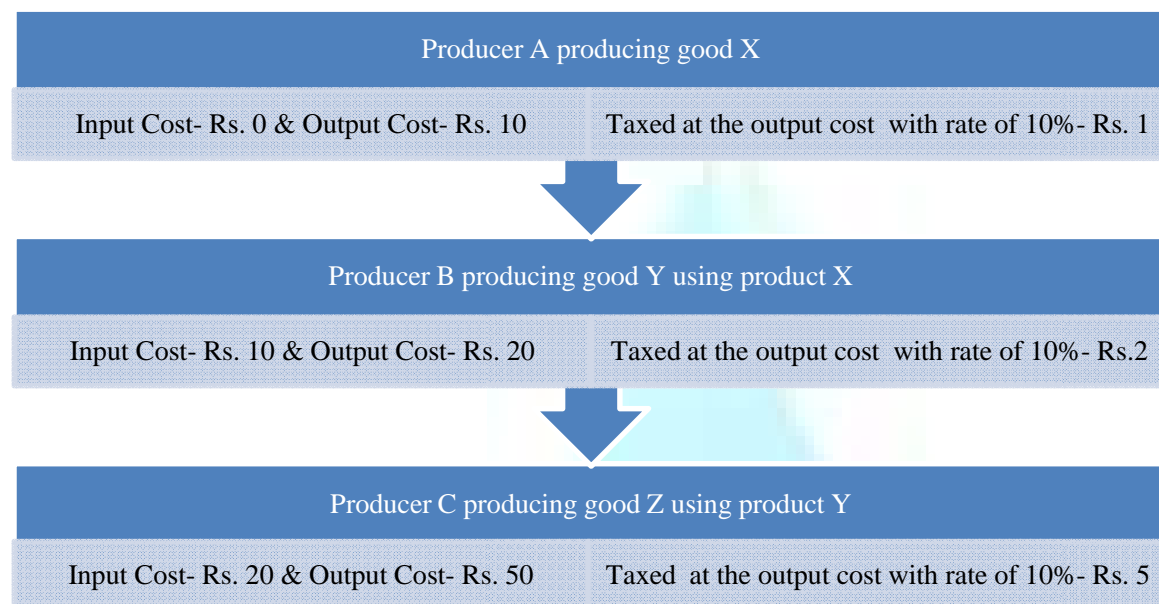 Producer A producing good X
Input Cost- Rs. 0 & Output Cost- Rs. 10
Taxed at the output cost with rate of 10%- Rs. 1
Producer B producing good Y using product X
Input Cost- Rs. 10 & Output Cost- Rs. 20
Taxed at the output cost with rate of 10%- Rs.2
Producer C producing good Z using product Y
Input Cost- Rs. 20 & Output Cost- Rs. 50
Taxed at the output cost with rate of 10%- Rs. 5